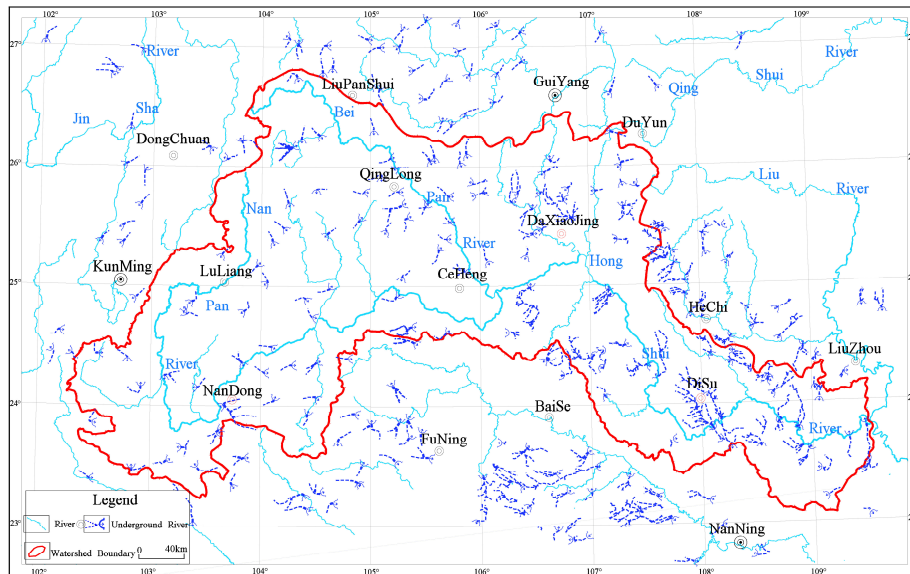 102° 103° 104° 105° 106° 107° 108° 109°
27°
River
River
LiuPanShui
GuiYang
Shui
Qing
Bei
Sha
Jin
DuYun
DongChuan
26°
Liu
QingLong
River
Pan
Nan
DaXiaoJing
River
Hong
KunMing
LuLiang
25°
CeHeng
Pan
HeChi
LiuZhou
Shui
River
DiSu
NanDong
24°
BaiSe
River
FuNing
Legend
River
Underground River
23°
NanNing
Watershed Boundary
0 40km
102° 103° 104° 105° 106° 107° 108° 109°